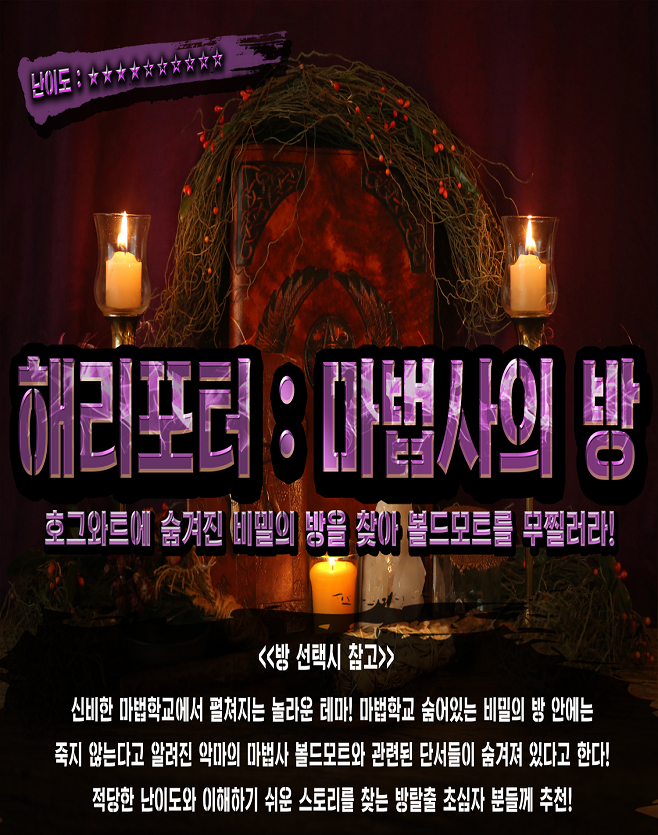 난이도 : ★★★★☆☆☆☆☆☆
해리포터 : 마법사의 방
호그와트에 숨겨진 비밀의 방을 찾아 볼드모트를 무찔러라!
<<방 선택시 참고>>
신비한 마법학교에서 펼쳐지는 놀라운 테마! 마법학교 숨어있는 비밀의 방 안에는
죽지 않는다고 알려진 악마의 마법사 볼드모트와 관련된 단서들이 숨겨져 있다고 한다!
적당한 난이도와 이해하기 쉬운 스토리를 찾는 방탈출 초심자 분들께 추천!